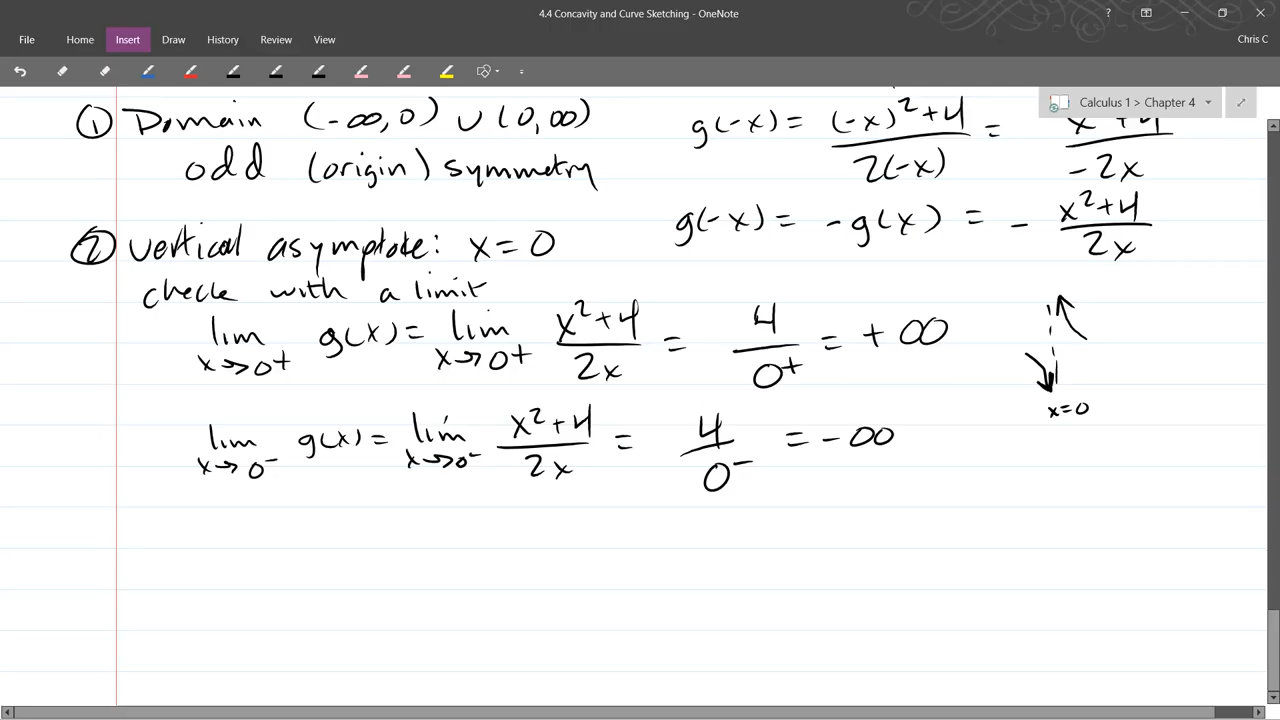 4.4 Concavity and Curve Sketching - OneNote
File Home Insert Draw History Review View
Chris C
Calculus 1 > Chapter 4
① Domain (-∞,0) ∪ (0,∞)
odd (origin) symmetry
g(-x) = ((-x)²+4)/(2(-x)) = (x²+4)/(-2x)
g(-x) = -g(x) = - (x²+4)/(2x)
② vertical asymptote: x=0
check with a limit
lim x→0+ g(x) = lim x→0+ (x²+4)/(2x) = 4/0+ = +∞
x=0
lim x→0- g(x) = lim x→0- (x²+4)/(2x) = 4/0- = -∞